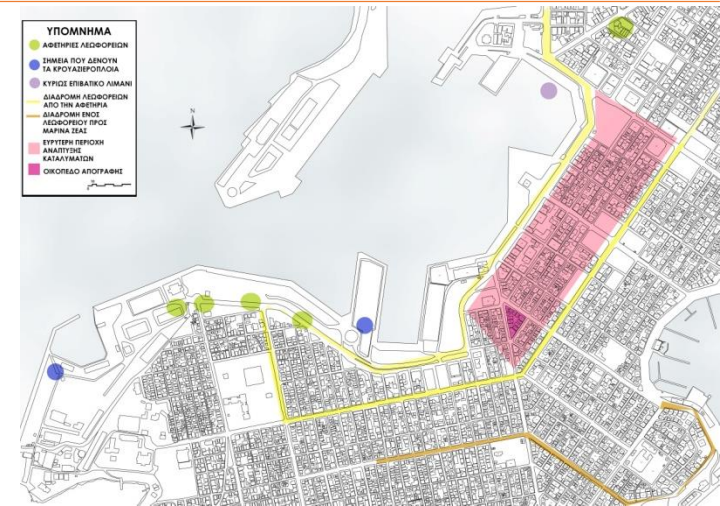 ΥΠΟΜΝΗΜΑ
ΑΦΕΤΗΡΙΕΣ ΛΕΩΦΟΡΕΙΩΝ
ΣΗΜΕΙΑ ΠΟΥ ΔΕΝΟΥΝ
ΤΑ ΚΡΟΥΑΖΙΕΡΟΠΛΟΙΑ
ΚΥΡΙΩΣ ΕΠΙΒΑΤΙΚΟ ΛΙΜΑΝΙ
ΔΙΑΔΡΟΜΗ ΛΕΩΦΟΡΕΙΩΝ
ΑΠΟ ΤΗΝ ΑΦΕΤΗΡΙΑ
ΔΙΑΔΡΟΜΗ ΕΝΟΣ
ΛΕΩΦΟΡΕΙΟΥ ΠΡΟΣ
ΜΑΡΙΝΑ ΖΕΑΣ
ΕΥΡΥΤΕΡΗ ΠΕΡΙΟΧΗ
ΑΝΑΠΤΥΞΗΣ
ΚΑΤΑΛΥΜΑΤΩΝ
ΟΙΚΟΠΕΔΟ ΑΠΟΓΡΑΦΗΣ
N